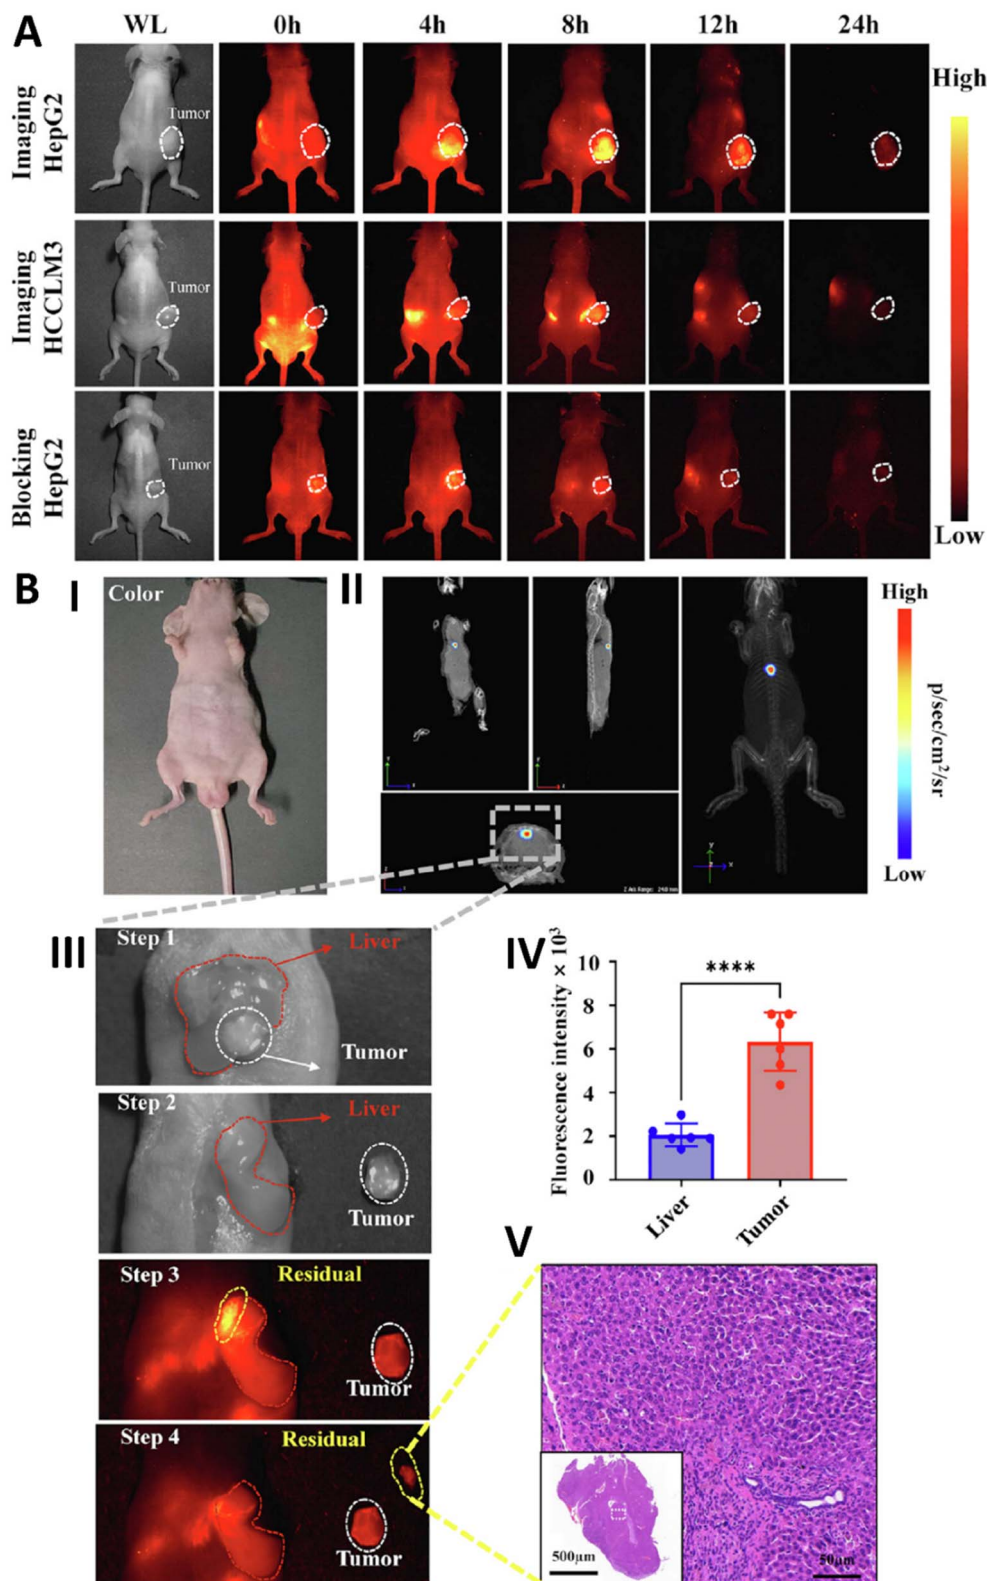 A
WL 0h 4h 8h 12h 24h
Imaging
HepG2
Tumor
High
Imaging
HCCLM3
Tumor
Blocking
HepG2
Tumor
Low
B I II
Color
High
p/sec/cm²/sr
Low
III
Step 1
Liver
Tumor
Step 2
Liver
Tumor
Step 3
Residual
Tumor
Step 4
Residual
Tumor
IV
Fluorescence intensity × 10³
10
8
6
4
2
0
****
Liver
Tumor
V
500μm
50μm